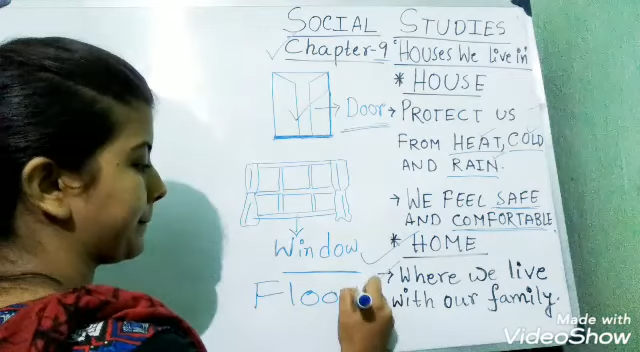 SOCIAL STUDIES
Chapter-9 "HOUSES WE LIVE IN
* HOUSE
Door
→ PROTECT US
FROM HEAT, COLD
AND RAIN.
→ WE FEEL SAFE
AND COMFORTABLE
Window
* HOME
→ Where we live
with our family.
Floo
Made with
VideoShow